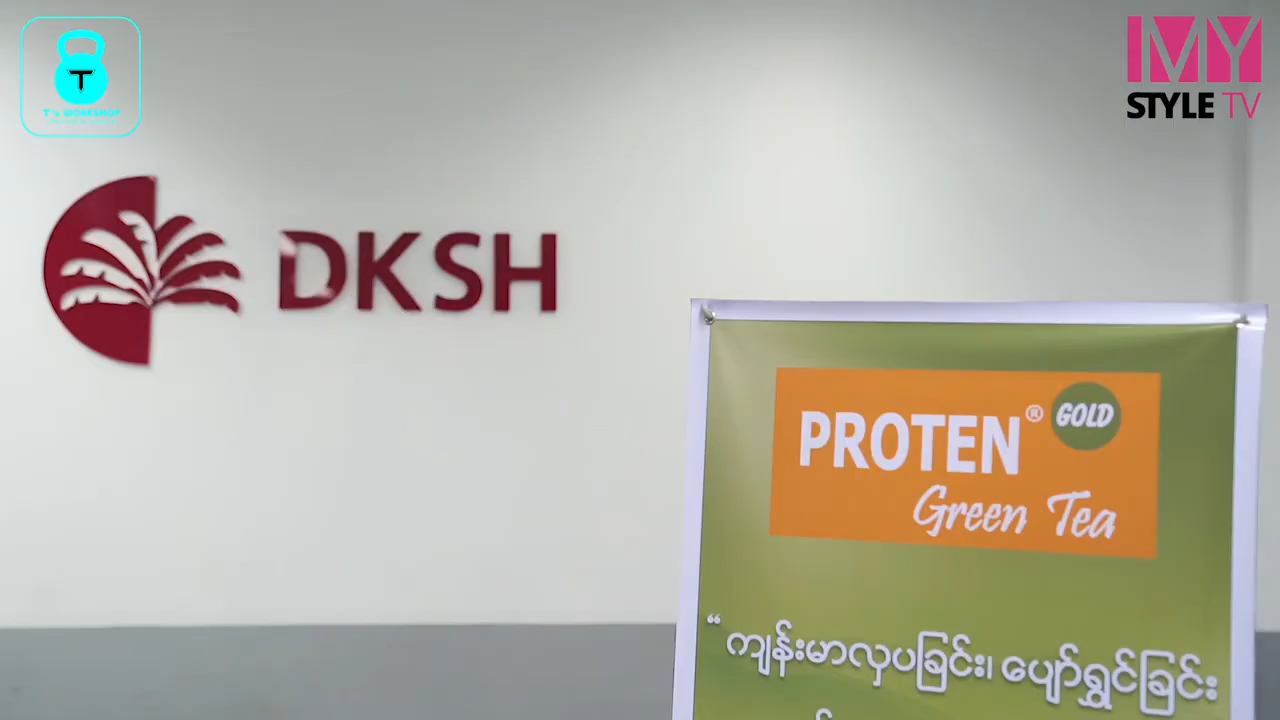 T
T's WORKSHOP
MY
STYLE TV
DKSH
PROTEN® GOLD
Green Tea
“ ကျန်းမာလှပခြင်း၊ ပျော်ရွှင်ခြင်း